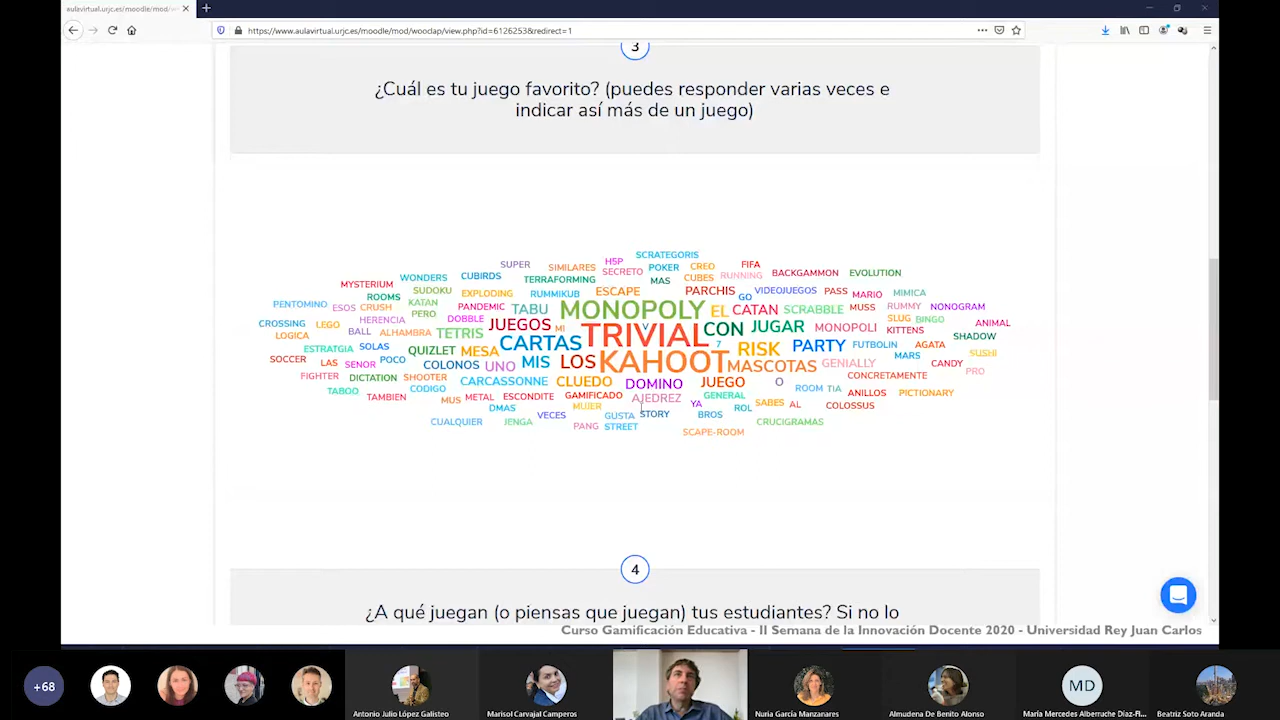 aulavirtual.urjc.es/moodle/mod/w
https://www.aulavirtual.urjc.es/moodle/mod/wooclap/view.php?id=6126253&redirect=1
3
¿Cuál es tu juego favorito? (puedes responder varias veces e
indicar así más de un juego)
SCRATEGORIS
SUPER SIMILARES H5P SECRETO POKER CREO FIFA
WONDERS CUBIRDS TERRAFORMING MAS CUBES RUNNING BACKGAMMON EVOLUTION
MYSTERIUM ROOMS SUDOKU EXPLODING RUMMIKUB ESCAPE PARCHIS GO VIDEOJUEGOS PASS MARIO MIMICA
PENTOMINO ESOS CRUSH KATAN PERO PANDEMIC TABU MONOPOLY EL CATAN SCRABBLE MUSS RUMMY NONOGRAM
CROSSING LEGO HERENCIA DOBBLE JUEGOS MI TRIVIAL V CON JUGAR MONOPOLI SLUG BINGO KITTENS ANIMAL
LOGICA BALL ALHAMBRA TETRIS CARTAS 7 RISK PARTY FUTBOLIN AGATA SHADOW
ESTRATGIA SOLAS QUIZLET MESA MIS LOS KAHOOT MASCOTAS GENIALLY MARS SUSHI
SOCCER LAS SENOR POCO COLONOS UNO CANDY PRO
FIGHTER DICTATION SHOOTER CARCASSONNE CLUEDO DOMINO JUEGO O CONCRETAMENTE
TABOO TAMBIEN CODIGO MUS METAL ESCONDITE GAMIFICADO AJEDREZ YA GENERAL ROOM TIA ANILLOS PICTIONARY
DMAS VECES MUJER GUSTA STORY BROS ROL SABES AL COLOSSUS
CUALQUIER JENGA PANG STREET SCAPE-ROOM CRUCIGRAMAS
4
¿A qué juegan (o piensas que juegan) tus estudiantes? Si no lo
Curso Gamificación Educativa - II Semana de la Innovación Docente 2020 - Universidad Rey Juan Carlos
+68
MD
Antonio Julio López Galisteo
Marisol Carvajal Camperos
Nuria García Manzanares
Almudena De Benito Alonso
María Mercedes Alberrache Díaz-Fl...
Beatriz Soto Aranda